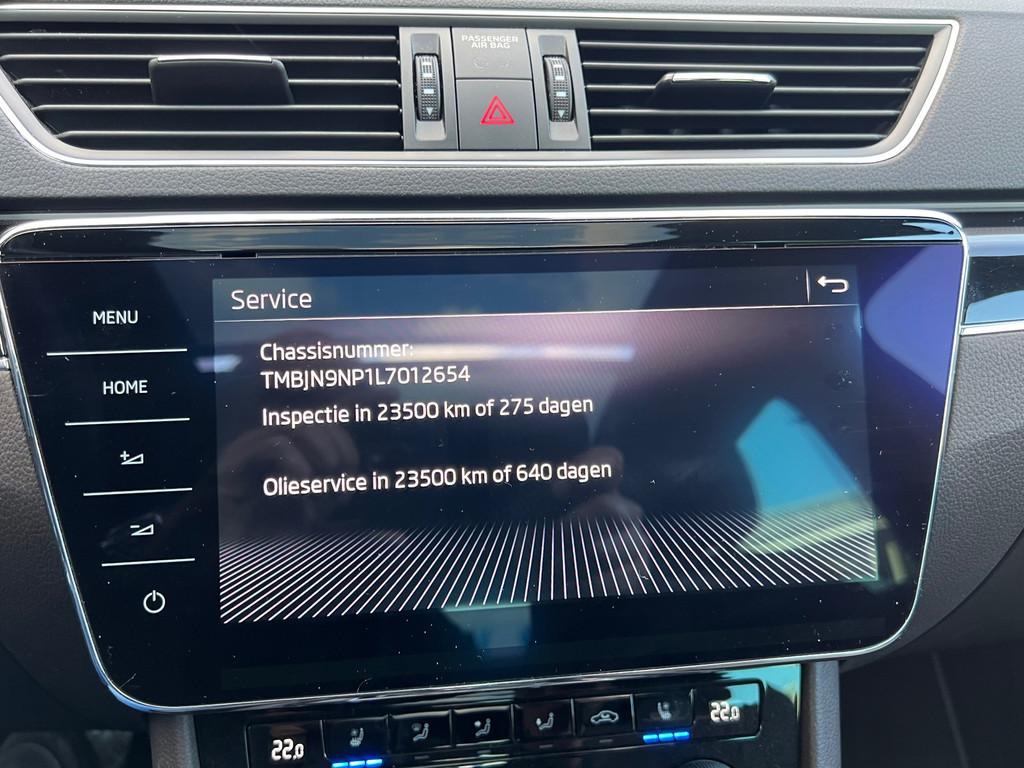 PASSENGER
AIR BAG
Service
MENU
HOME
Chassisnummer:
TMBJN9NP1L7012654
Inspectie in 23500 km of 275 dagen
Olieservice in 23500 km of 640 dagen
22.0
22.0